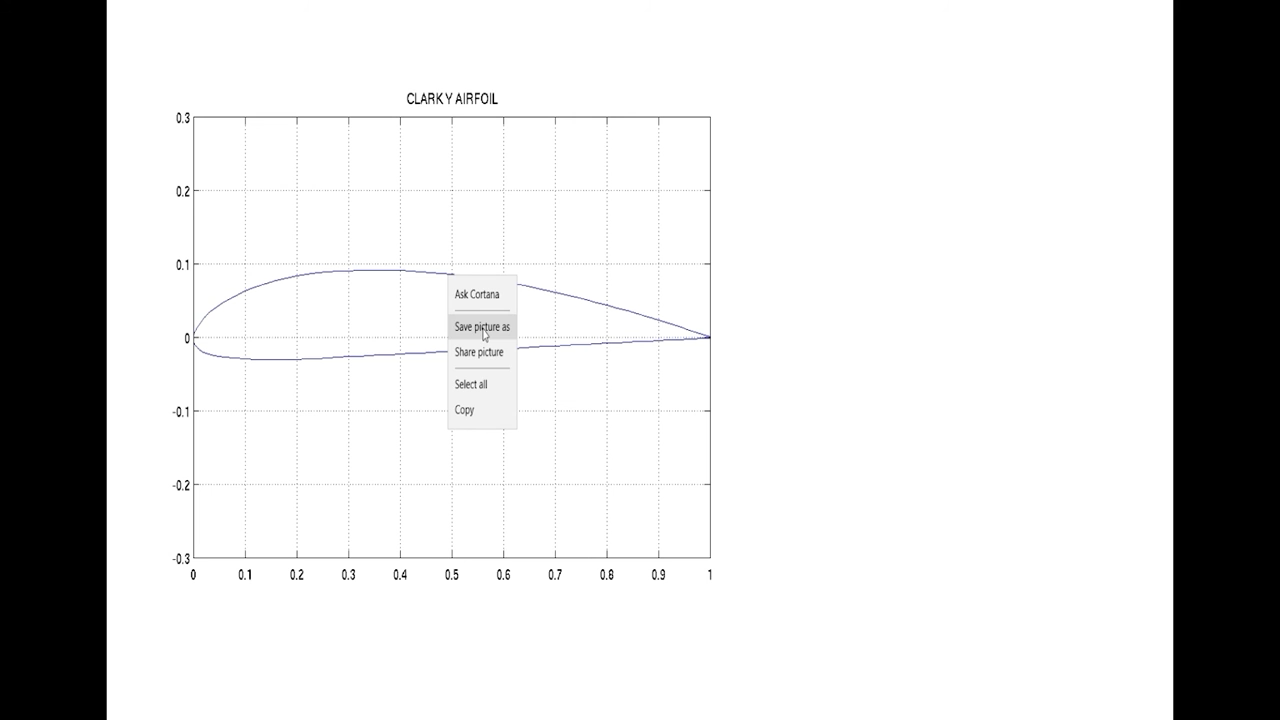 CLARK Y AIRFOIL
0.3
0.2
0.1
0
-0.1
-0.2
-0.3
Ask Cortana
Save picture as
Share picture
Select all
Copy
0 0.1 0.2 0.3 0.4 0.5 0.6 0.7 0.8 0.9 1